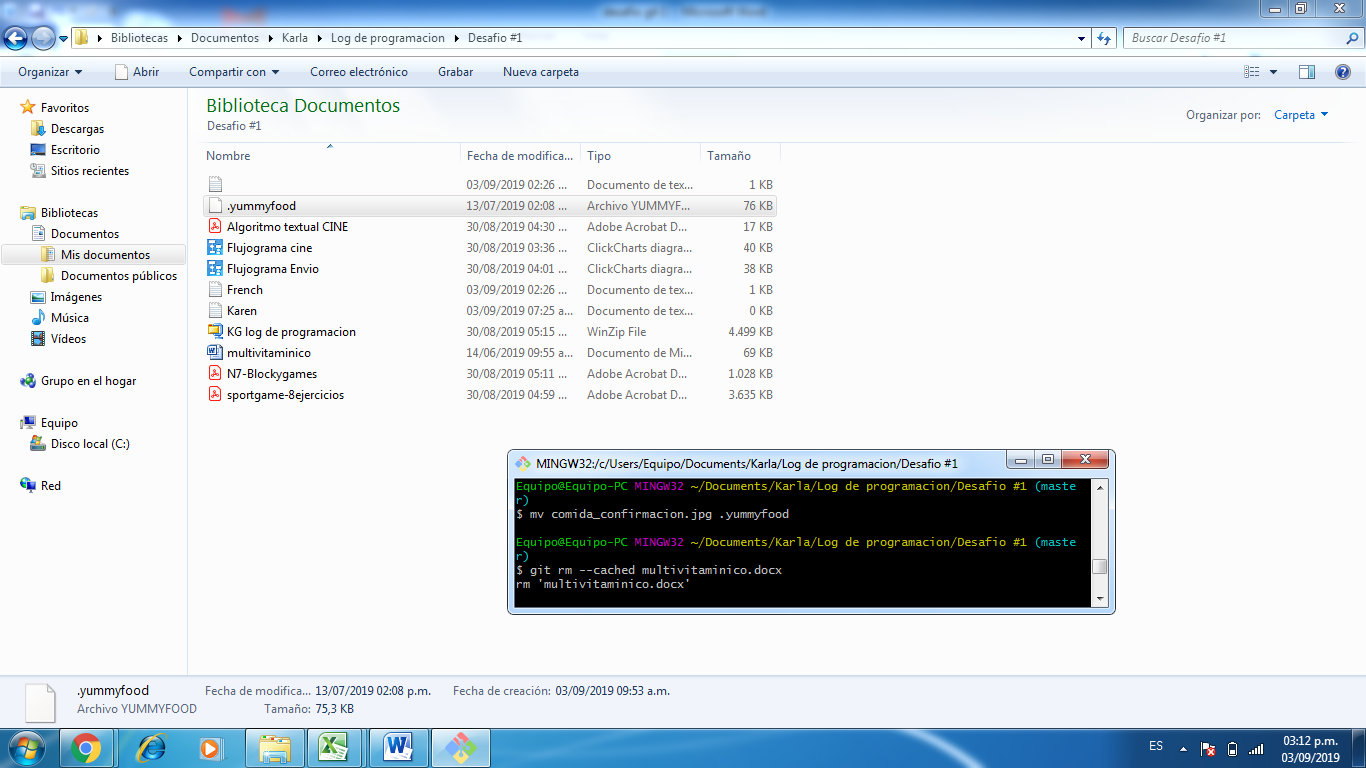 Bibliotecas Documentos Karla Log de programacion Desafio #1
Buscar Desafio #1
Organizar Abrir Compartir con Correo electrónico Grabar Nueva carpeta
Favoritos
Descargas
Escritorio
Sitios recientes
Bibliotecas
Documentos
Mis documentos
Documentos públicos
Imágenes
Música
Vídeos
Grupo en el hogar
Equipo
Disco local (C:)
Red
Biblioteca Documentos
Desafio #1
Organizar por: Carpeta
Nombre Fecha de modifica... Tipo Tamaño
03/09/2019 02:26 ... Documento de tex... 1 KB
.yummyfood 13/07/2019 02:08 ... Archivo YUMMYF... 76 KB
Algoritmo textual CINE 30/08/2019 04:30 ... Adobe Acrobat D... 17 KB
Flujograma cine 30/08/2019 03:36 ... ClickCharts diagra... 40 KB
Flujograma Envio 30/08/2019 04:01 ... ClickCharts diagra... 38 KB
French 03/09/2019 02:26 ... Documento de tex... 1 KB
Karen 03/09/2019 07:25 a... Documento de tex... 0 KB
KG log de programacion 30/08/2019 05:15 ... WinZip File 4.499 KB
multivitaminico 14/06/2019 09:55 a... Documento de Mi... 69 KB
N7-Blockygames 30/08/2019 05:11 ... Adobe Acrobat D... 1.028 KB
sportgame-8ejercicios 30/08/2019 04:59 ... Adobe Acrobat D... 3.635 KB
MINGW32:/c/Users/Equipo/Documents/Karla/Log de programacion/Desafio #1
Equipo@Equipo-PC MINGW32 ~/Documents/Karla/Log de programacion/Desafio #1 (maste
r)
$ mv comida_confirmacion.jpg .yummyfood
Equipo@Equipo-PC MINGW32 ~/Documents/Karla/Log de programacion/Desafio #1 (maste
r)
$ git rm --cached multivitaminico.docx
rm 'multivitaminico.docx'
.yummyfood Fecha de modifica... 13/07/2019 02:08 p.m. Fecha de creación: 03/09/2019 09:53 a.m.
Archivo YUMMYFOOD Tamaño: 75,3 KB
ES
03:12 p.m.
03/09/2019